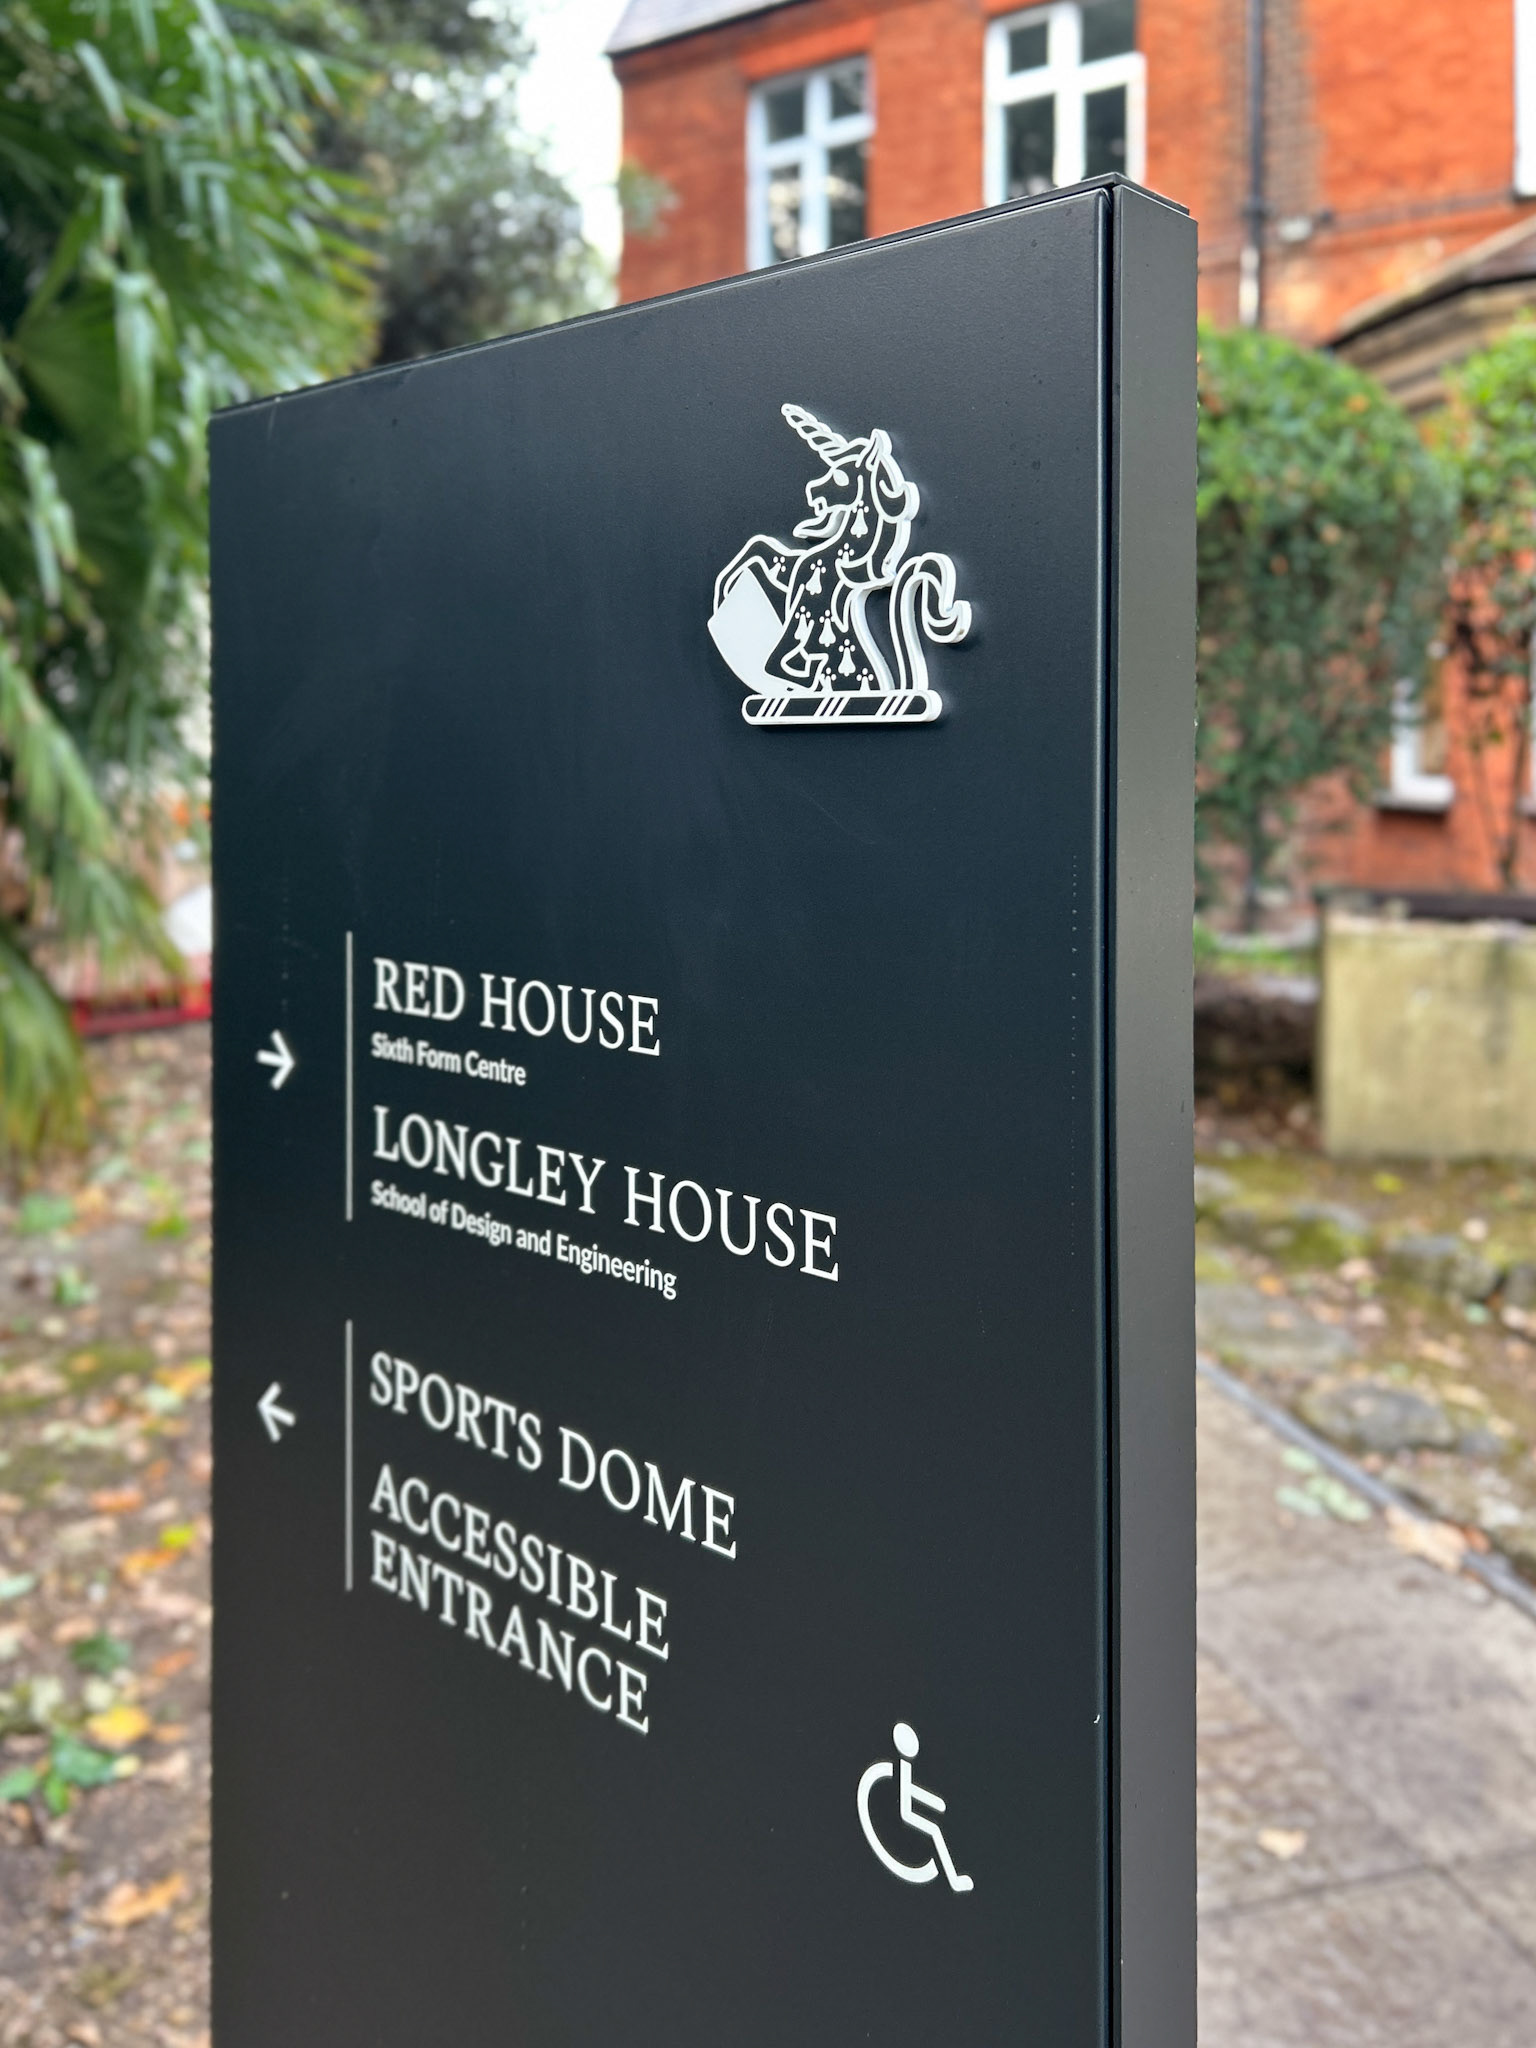 RED HOUSE
Sixth Form Centre
LONGLEY HOUSE
School of Design and Engineering
SPORTS DOME
ACCESSIBLE
ENTRANCE